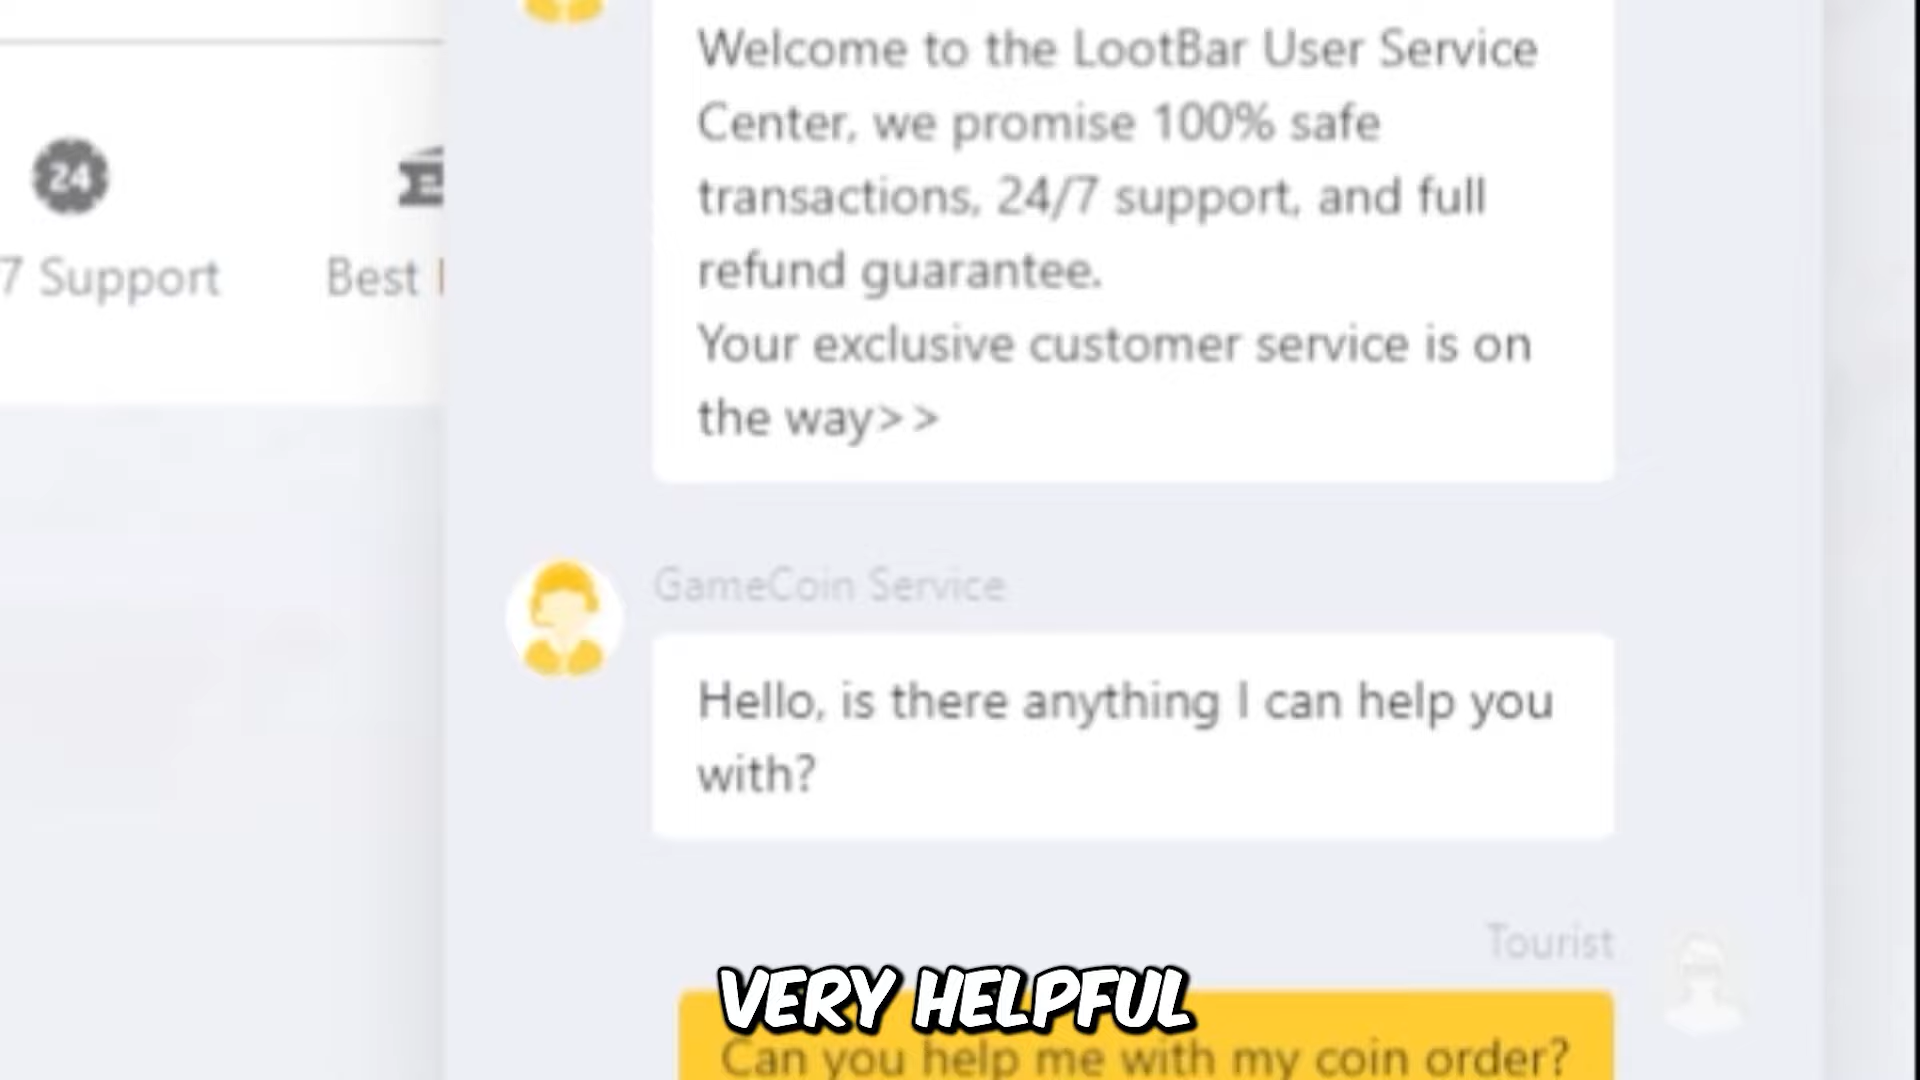 Welcome to the LootBar User Service
Center, we promise 100% safe
transactions, 24/7 support, and full
refund guarantee.
Your exclusive customer service is on
the way>>
24
7 Support
Best
GameCoin Service
Hello, is there anything I can help you
with?
Tourist
VERY HELPFUL
Can you help me with my coin order?